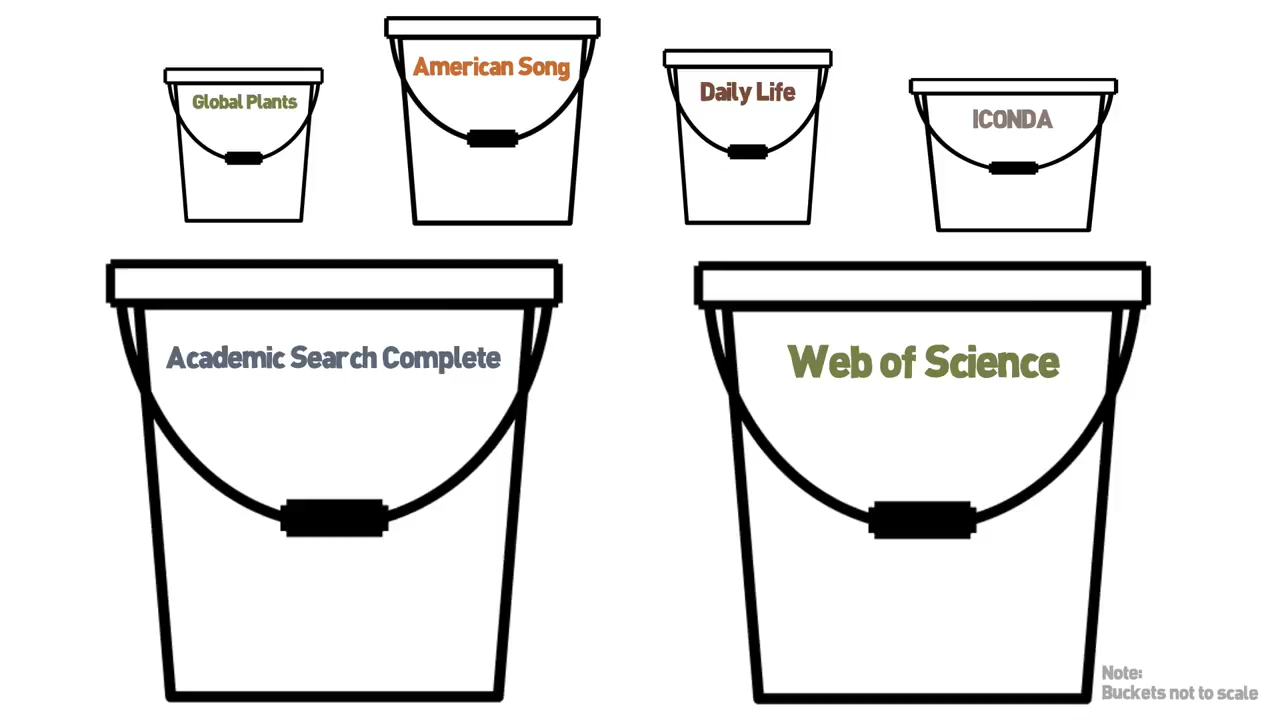 Global Plants
American Song
Daily Life
ICONDA
Academic Search Complete
Web of Science
Note:
Buckets not to scale